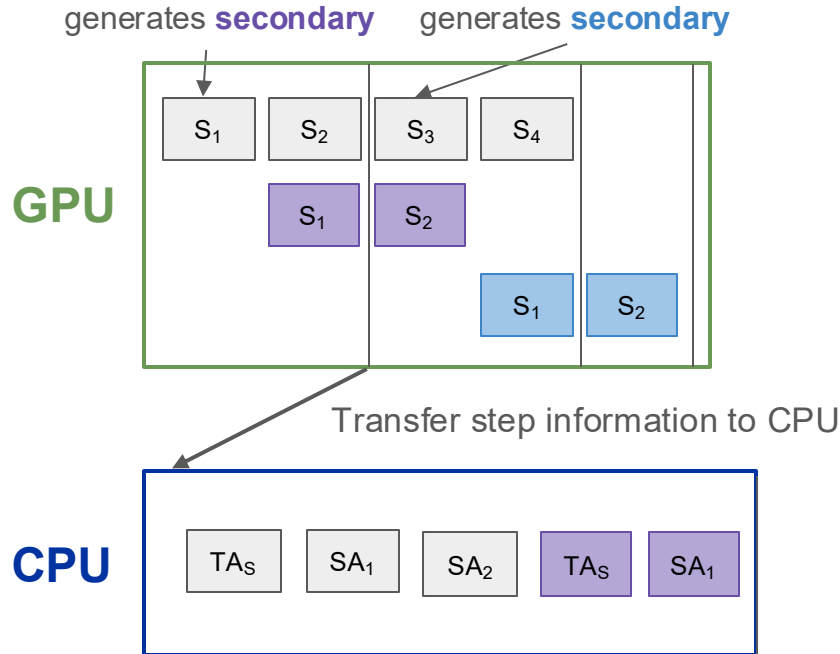 generates secondary
generates secondary
S₁ S₂ S₃ S₄
GPU
S₁ S₂
S₁ S₂
Transfer step information to CPU
CPU
TAₛ SA₁ SA₂ TAₛ SA₁